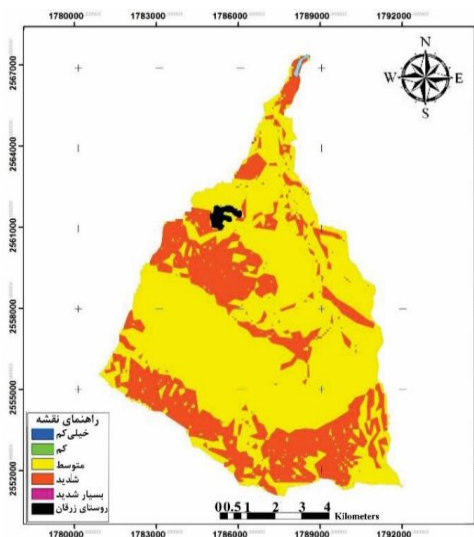 1780000 1783000 1786000 1789000 1792000
N
W E
S
2567000
2564000
2561000
2558000
2555000
2552000
راهنمای نقشه
خیلی کم
کم
متوسط
شدید
بسیار شدید
روستای زرقان
0 0.5 1 2 3 4
Kilometers
1780000 1783000 1786000 1789000 1792000